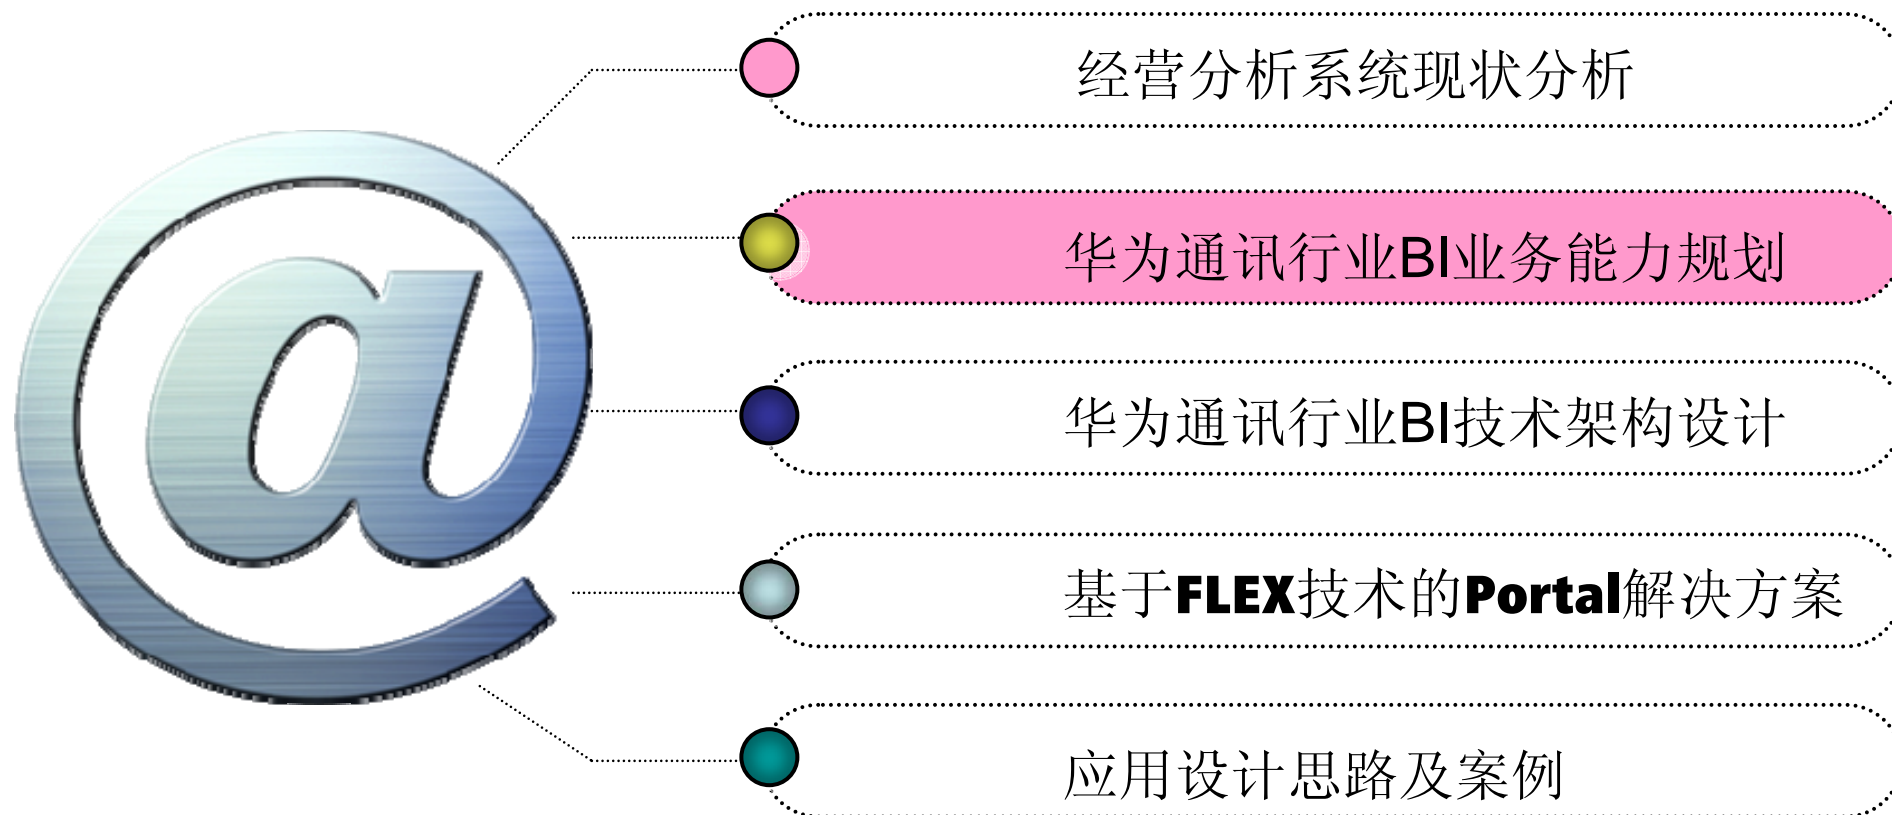 经营分析系统现状分析
华为通讯行业BI业务能力规划
华为通讯行业BI技术架构设计
基于FLEX技术的Portal解决方案
应用设计思路及案例